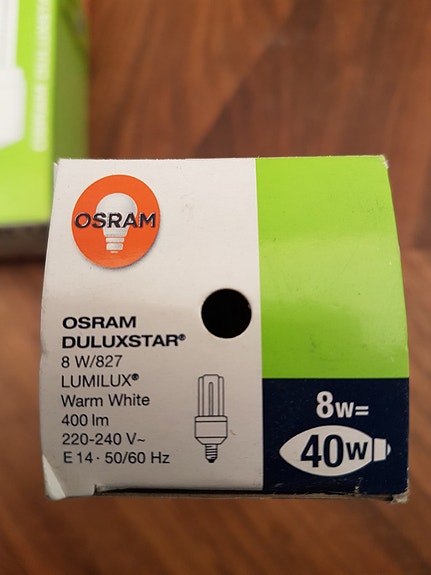 OSRAM
OSRAM
DULUXSTAR®
8 W/827
LUMILUX®
Warm White
400 lm
220-240 V~
E 14 · 50/60 Hz
8W=
40W